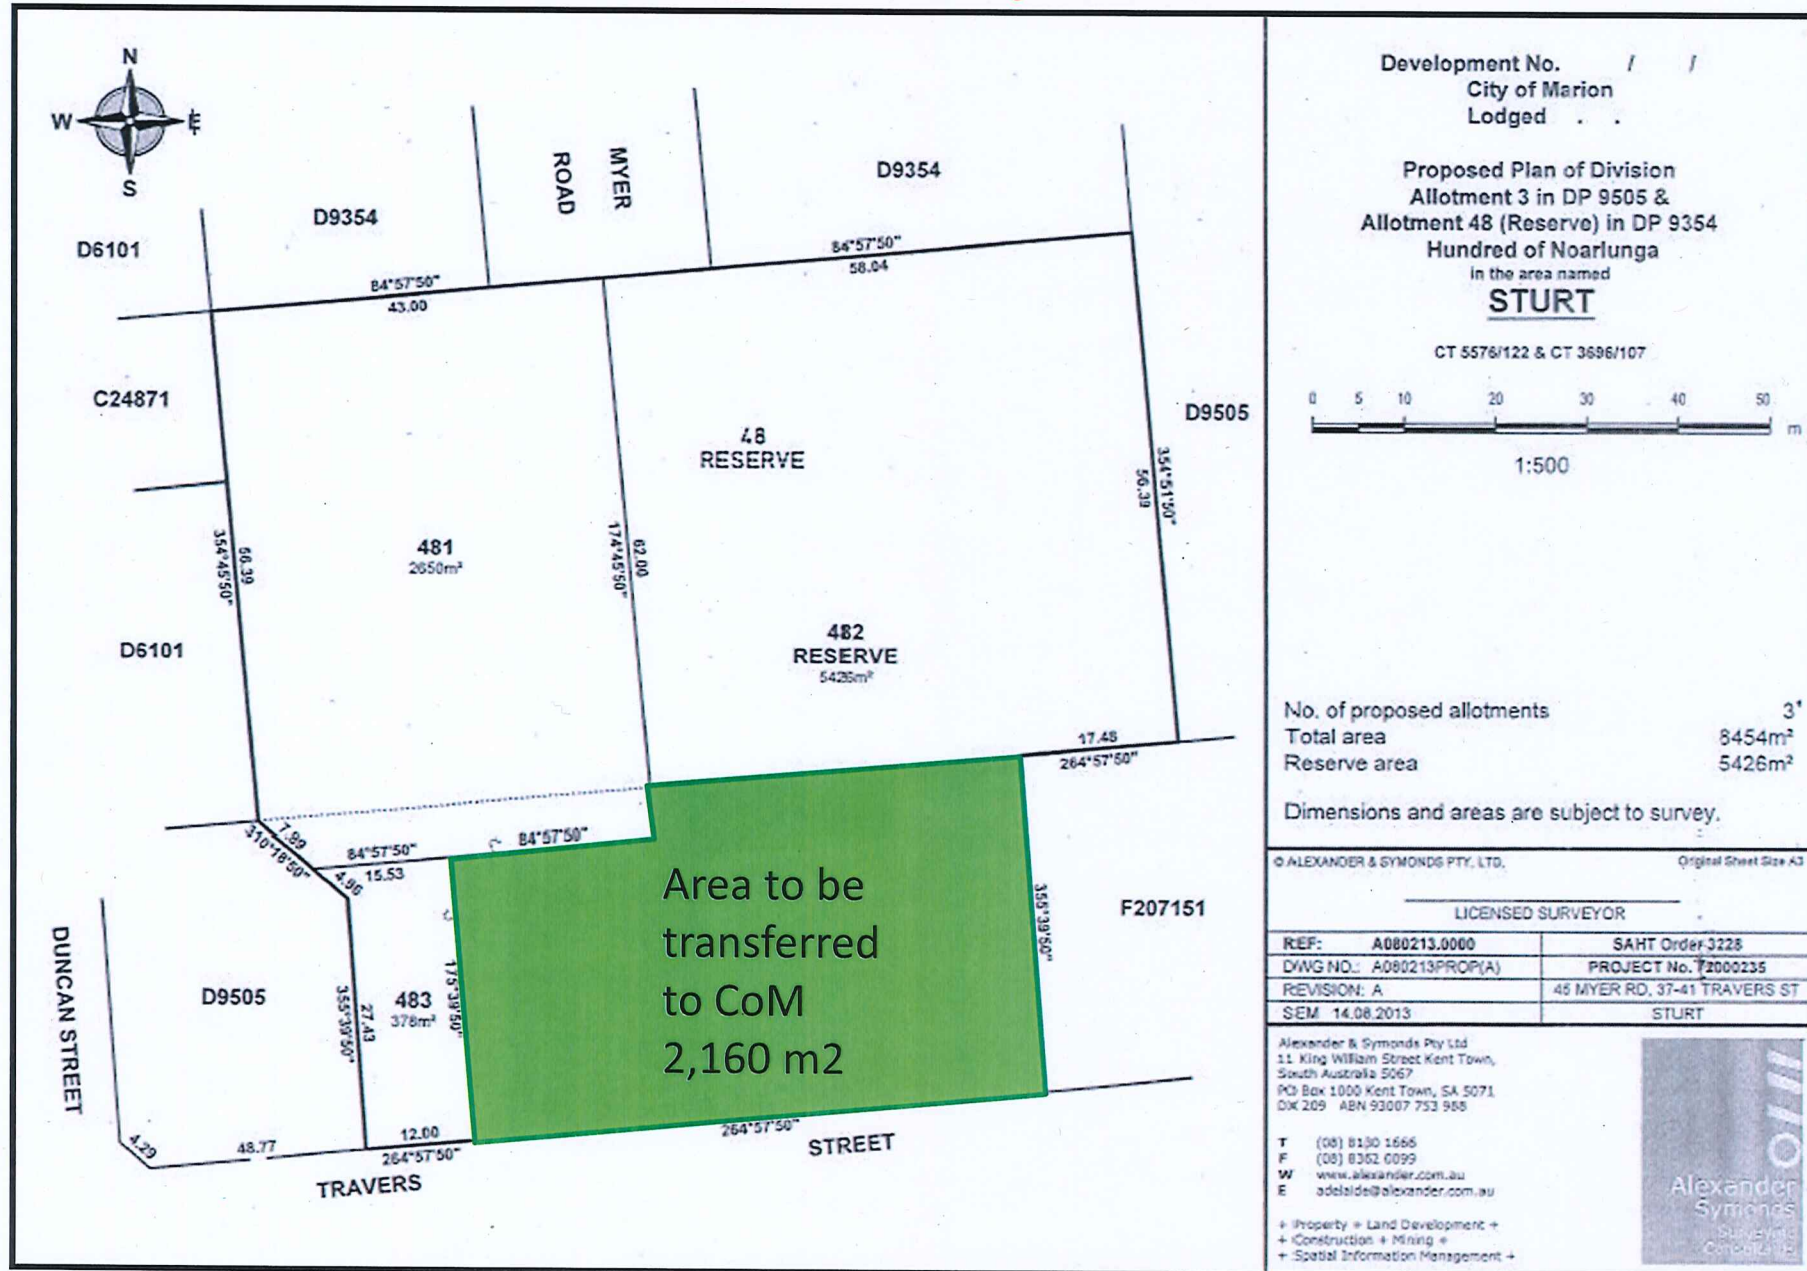 N
W
E
S
D6101
D9354
ROAD
MYER
D9354
84°57'50"
43.00
84°57'50"
58.04
C24871
D9505
48
RESERVE
354°51'50"
56.39
481
2650m²
354°45'50"
56.39
62.00
174°45'50"
482
RESERVE
5426m²
D6101
17.48
264°57'50"
7.89
310°18'50"
84°57'50"
15.53
84°57'50"
4.96
Area to be
transferred
to CoM
2,160 m2
355°39'50"
F207151
DUNCAN STREET
D9505
355°39'50"
27.43
483
378m²
175°39'50"
4.29
48.77
12.00
264°57'50"
264°57'50"
TRAVERS
STREET
Development No. / /
City of Marion
Lodged . .
Proposed Plan of Division
Allotment 3 in DP 9505 &
Allotment 48 (Reserve) in DP 9354
Hundred of Noarlunga
in the area named
STURT
CT 5576/122 & CT 3696/107
0 5 10 20 30 40 50
m
1:500
No. of proposed allotments 3
Total area 8454m²
Reserve area 5426m²
Dimensions and areas are subject to survey.
© ALEXANDER & SYMONDS PTY. LTD. Original Sheet Size A3
LICENSED SURVEYOR
REF: A080213.0000 SAHT Order 3228
DWG NO.: A080213PROP(A) PROJECT No. 72000235
REVISION: A 45 MYER RD, 37-41 TRAVERS ST
SEM 14.08.2013 STURT
Alexander & Symonds Pty Ltd
11 King William Street Kent Town,
South Australia 5067
PO Box 1000 Kent Town, SA 5071
DX 209 ABN 93007 753 988
T (08) 8130 1666
F (08) 8362 0099
W www.alexander.com.au
E adelaide@alexander.com.au
+ Property + Land Development +
+ Construction + Mining +
+ Spatial Information Management +
Alexander
Symonds
Surveying
Consultants